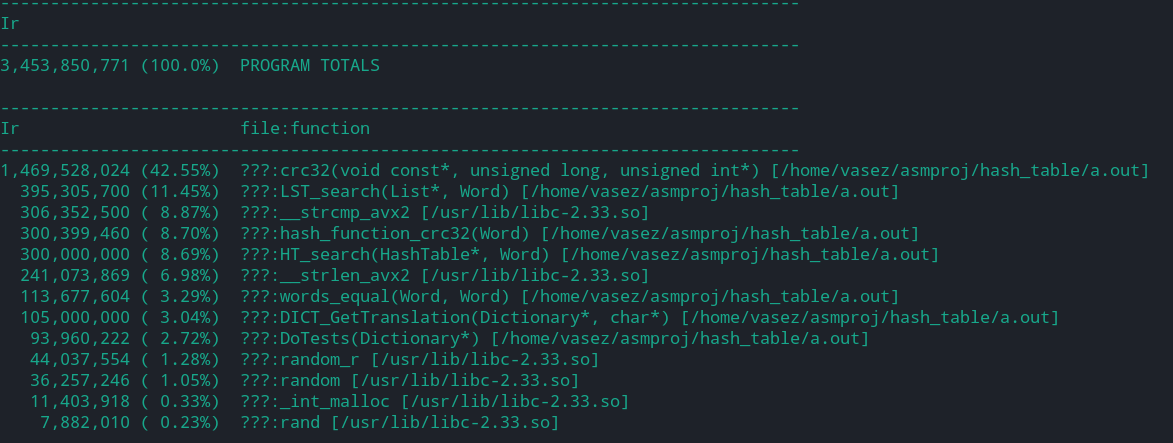 --------------------------------------------------------------------------------
Ir
--------------------------------------------------------------------------------
3,453,850,771 (100.0%)  PROGRAM TOTALS

--------------------------------------------------------------------------------
Ir                      file:function
--------------------------------------------------------------------------------
1,469,528,024 (42.55%)  ???:crc32(void const*, unsigned long, unsigned int*) [/home/vasez/asmproj/hash_table/a.out]
  395,305,700 (11.45%)  ???:LST_search(List*, Word) [/home/vasez/asmproj/hash_table/a.out]
  306,352,500 ( 8.87%)  ???:__strcmp_avx2 [/usr/lib/libc-2.33.so]
  300,399,460 ( 8.70%)  ???:hash_function_crc32(Word) [/home/vasez/asmproj/hash_table/a.out]
  300,000,000 ( 8.69%)  ???:HT_search(HashTable*, Word) [/home/vasez/asmproj/hash_table/a.out]
  241,073,869 ( 6.98%)  ???:__strlen_avx2 [/usr/lib/libc-2.33.so]
  113,677,604 ( 3.29%)  ???:words_equal(Word, Word) [/home/vasez/asmproj/hash_table/a.out]
  105,000,000 ( 3.04%)  ???:DICT_GetTranslation(Dictionary*, char*) [/home/vasez/asmproj/hash_table/a.out]
   93,960,222 ( 2.72%)  ???:DoTests(Dictionary*) [/home/vasez/asmproj/hash_table/a.out]
   44,037,554 ( 1.28%)  ???:random_r [/usr/lib/libc-2.33.so]
   36,257,246 ( 1.05%)  ???:random [/usr/lib/libc-2.33.so]
   11,403,918 ( 0.33%)  ???:_int_malloc [/usr/lib/libc-2.33.so]
    7,882,010 ( 0.23%)  ???:rand [/usr/lib/libc-2.33.so]